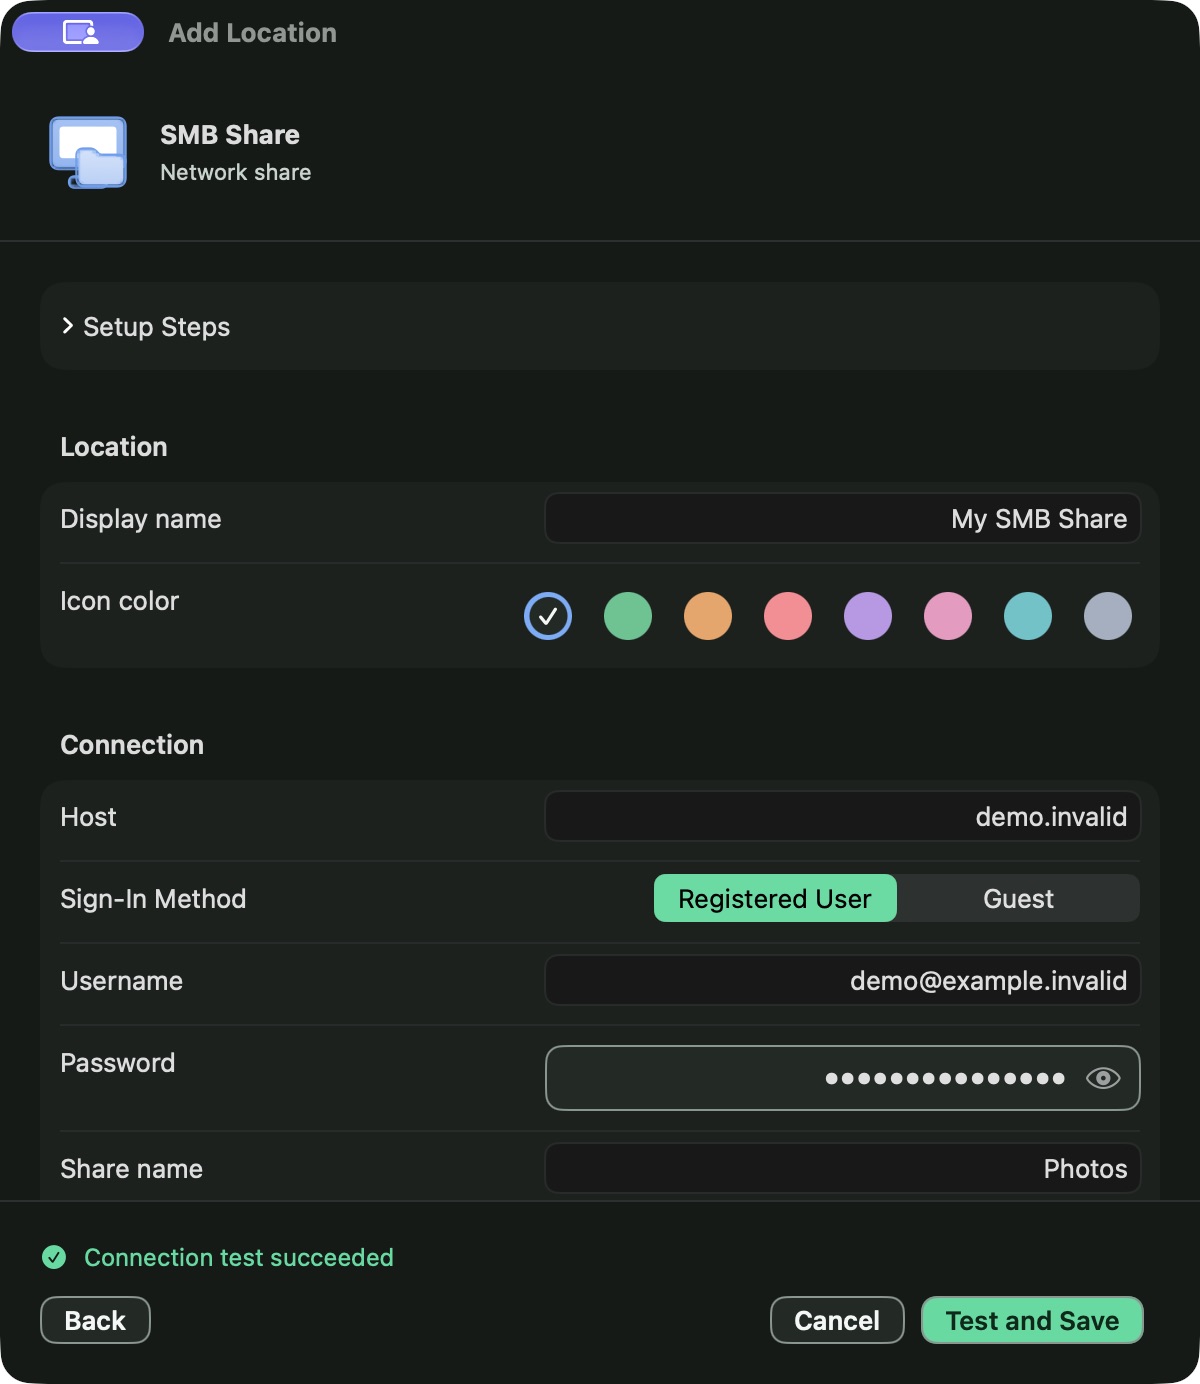 Add Location
SMB Share
Network share
Setup Steps
Location
Display name
My SMB Share
Icon color
Connection
Host
demo.invalid
Sign-In Method
Registered User
Guest
Username
demo@example.invalid
Password
Share name
Photos
Connection test succeeded
Back
Cancel
Test and Save